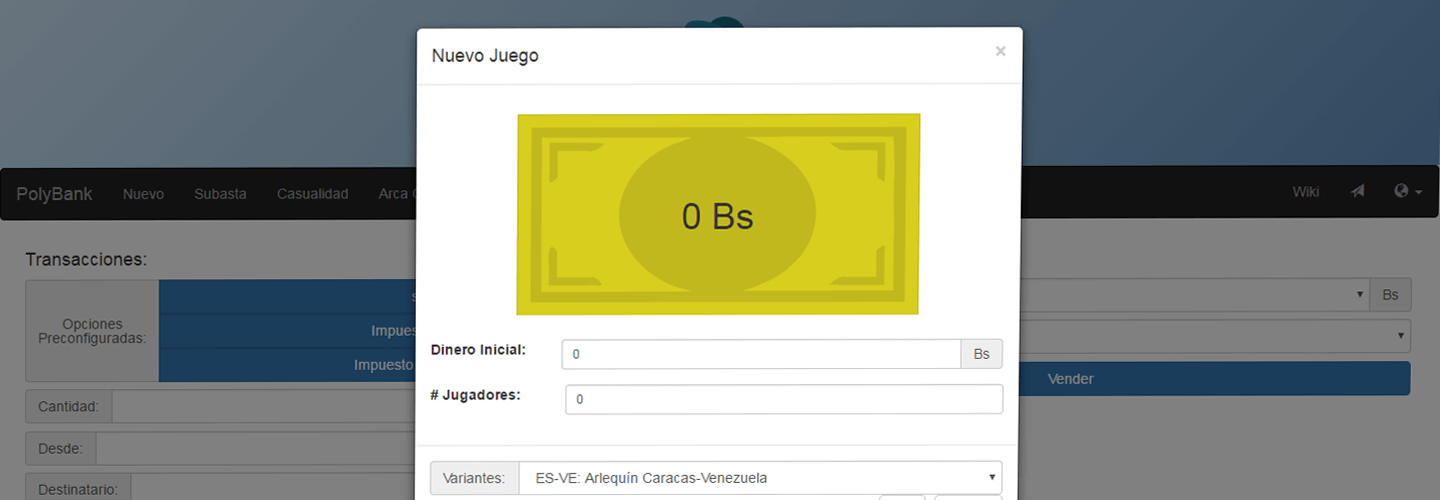 Nuevo Juego
×
0 Bs
PolyBank Nuevo Subasta Casualidad Arca
Wiki
Transacciones:
Opciones
Preconfiguradas:
Impuesto
Bs
Vender
Cantidad:
Desde:
Destinatario:
Dinero Inicial: 0 Bs
# Jugadores: 0
Variantes: ES-VE: Arlequín Caracas-Venezuela